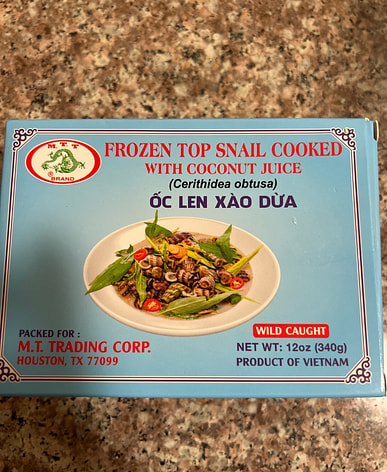 M.T.T
®
BRAND
FROZEN TOP SNAIL COOKED
WITH COCONUT JUICE
(Cerithidea obtusa)
ỐC LEN XÀO DỪA
PACKED FOR :
M.T. TRADING CORP.
HOUSTON, TX 77099
WILD CAUGHT
NET WT: 12oz (340g)
PRODUCT OF VIETNAM